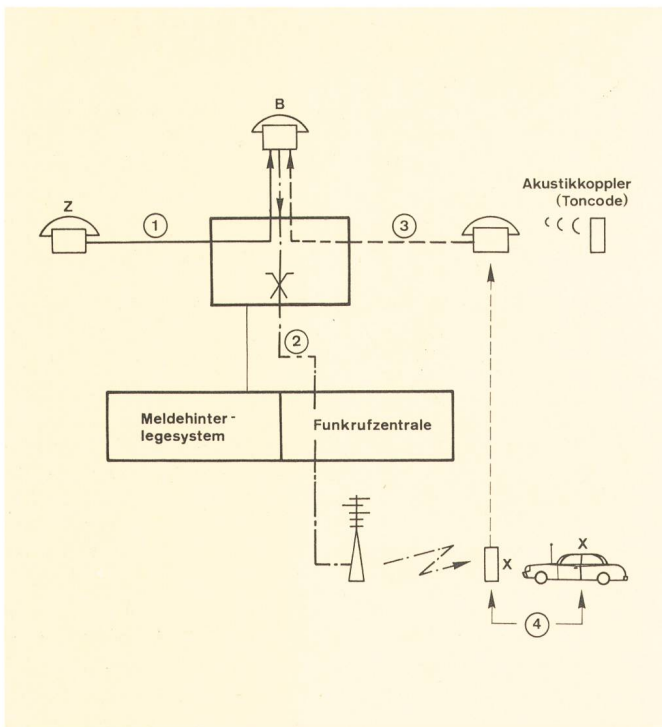 B
Z
1
3
Akustikkoppler
(Toncode)
2
Meldehinter-
legesystem
Funkrufzentrale
X
X
4